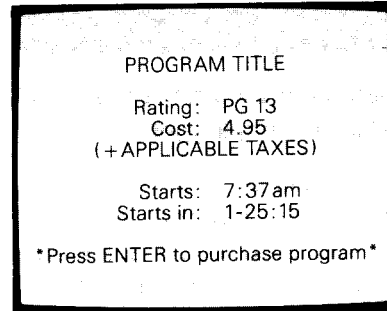 PROGRAM TITLE
Rating: PG 13
Cost: 4.95
(+APPLICABLE TAXES)
Starts: 7:37am
Starts in: 1-25:15
*Press ENTER to purchase program*